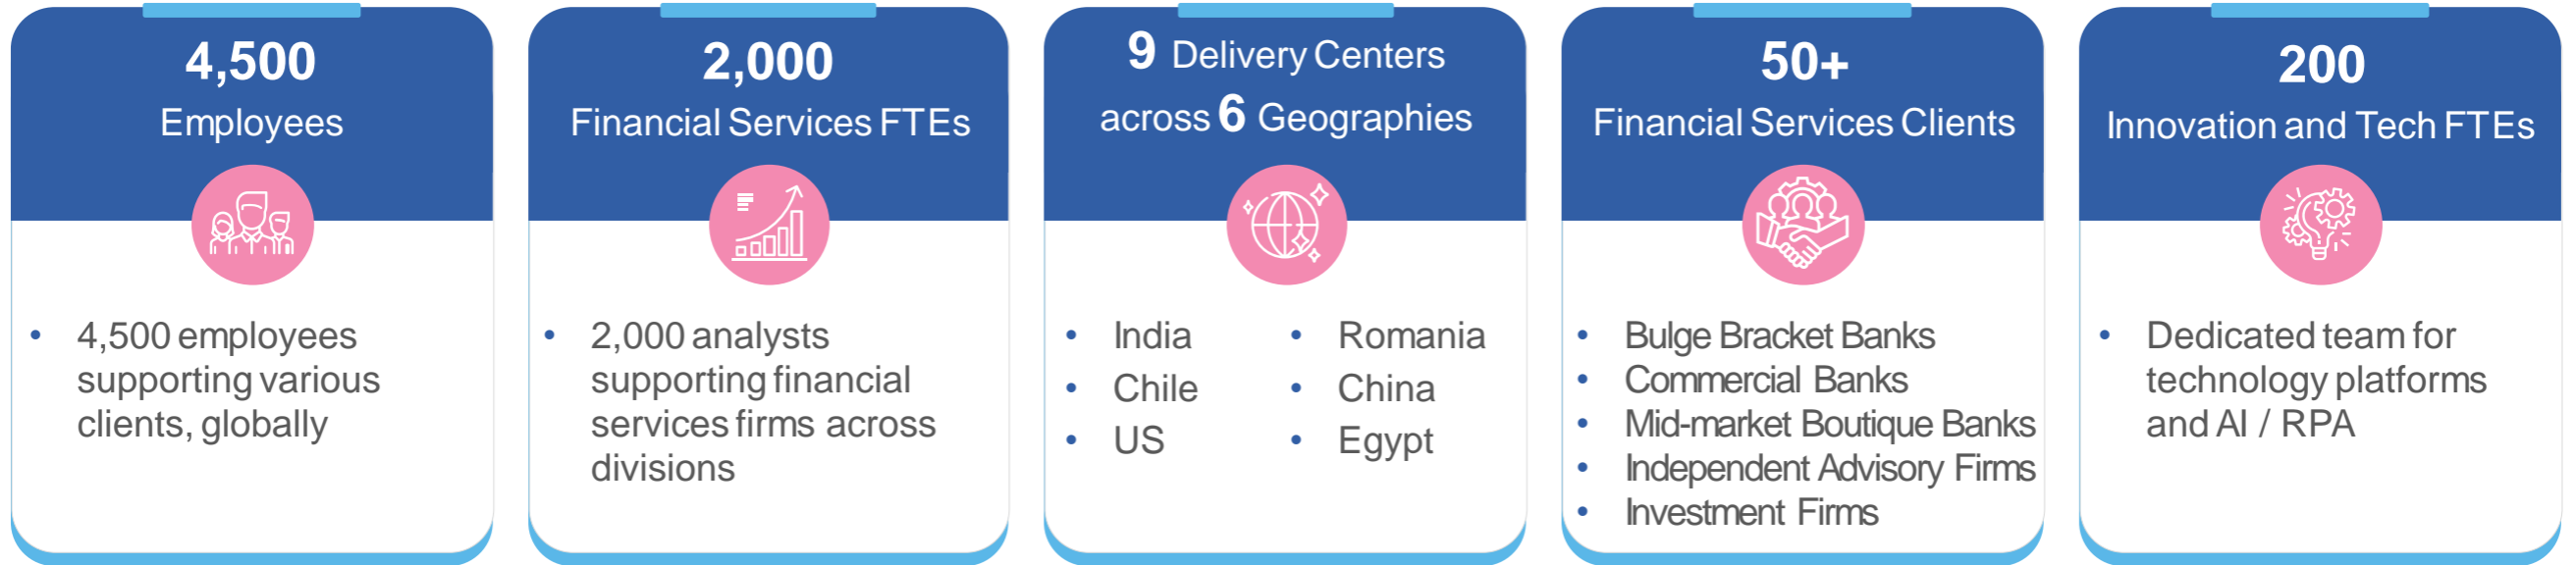 4,500
Employees
• 4,500 employees
supporting various
clients, globally
2,000
Financial Services FTEs
• 2,000 analysts
supporting financial
services firms across
divisions
9 Delivery Centers
across 6 Geographies
• India
• Chile
• US
• Romania
• China
• Egypt
50+
Financial Services Clients
• Bulge Bracket Banks
• Commercial Banks
• Mid-market Boutique Banks
• Independent Advisory Firms
• Investment Firms
200
Innovation and Tech FTEs
• Dedicated team for
technology platforms
and AI / RPA